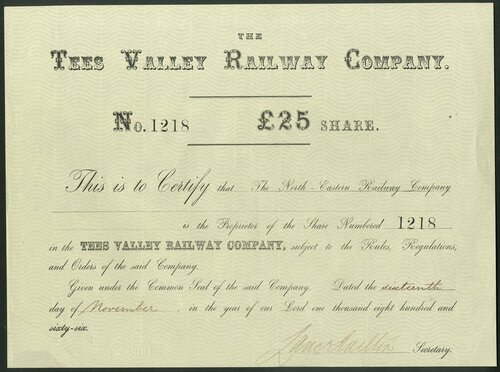 THE
TEES VALLEY RAILWAY COMPANY.
No. 1218 £25 SHARE.
This is to Certify that The North-Eastern Railway Company
is the Proprietor of the Share Numbered 1218
in the TEES VALLEY RAILWAY COMPANY, subject to the Rules, Regulations,
and Orders of the said Company.
Given under the Common Seal of the said Company. Dated the sixteenth
day of November in the year of our Lord one thousand eight hundred and
sixty-six.
Secretary.